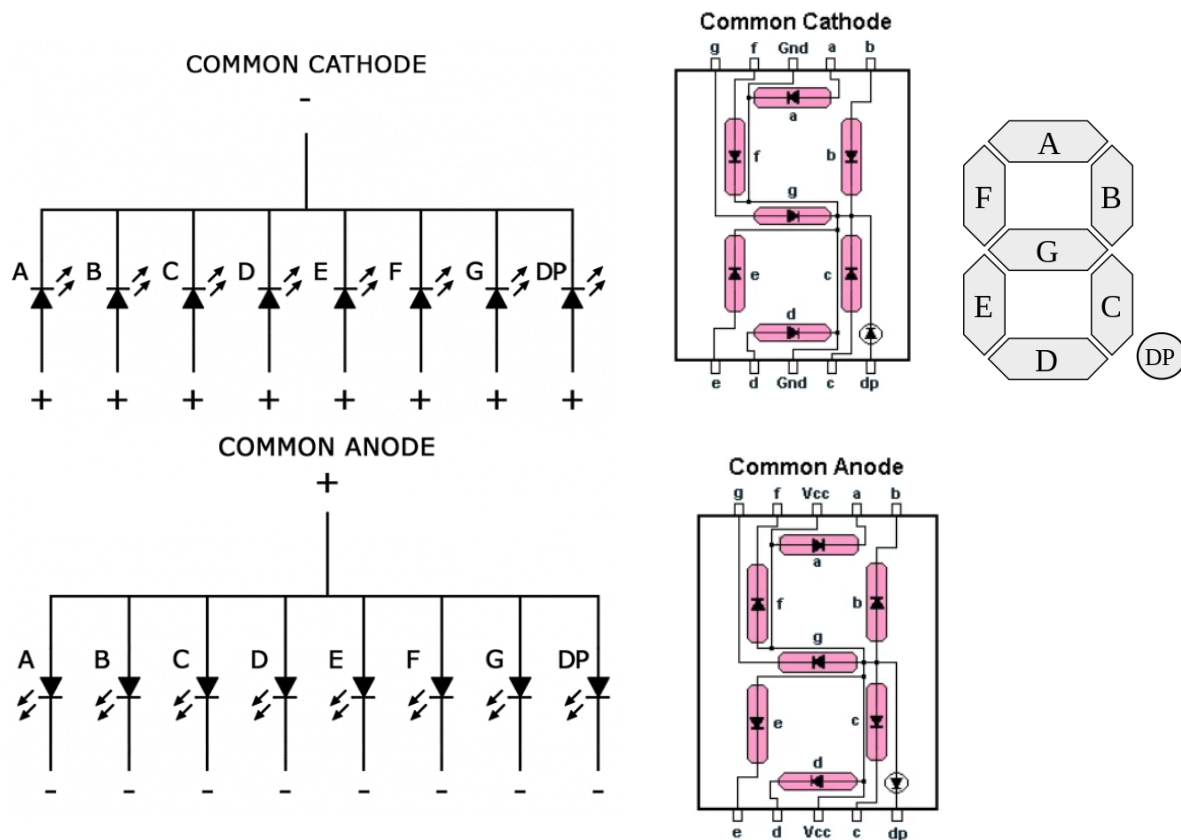 COMMON CATHODE
-
A B C D E F G DP
+ + + + + + + +
Common Cathode
g f Gnd a b
a
f b
g
e c
d
e d Gnd c dp
A
F B
G
E C
D
DP
COMMON ANODE
+
A B C D E F G DP
- - - - - - - -
Common Anode
g f Vcc a b
a
f b
g
e c
d
e d Vcc c dp